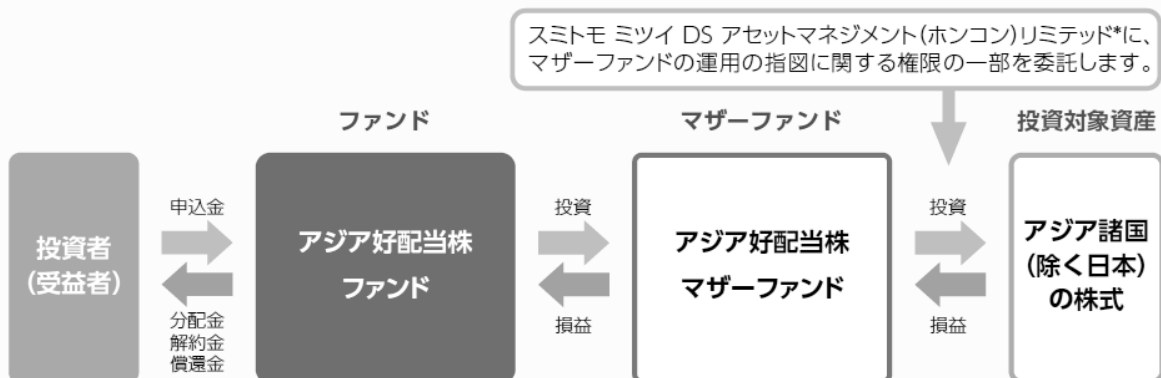 スミトモ ミツイ DS アセットマネジメント(ホンコン)リミテッド*に、
マザーファンドの運用の指図に関する権限の一部を委託します。
ファンド
マザーファンド
投資対象資産
投資者
(受益者)
申込金
分配金
解約金
償還金
アジア好配当株
ファンド
投資
損益
アジア好配当株
マザーファンド
投資
損益
アジア諸国
(除く日本)
の株式